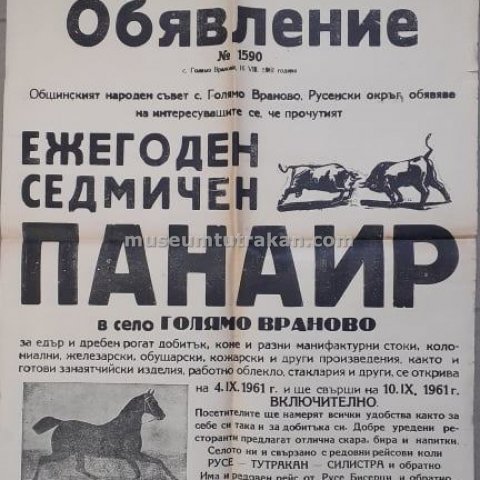 Обявление
№ 1590
с. Голямо Враново, 16 VIII. 1961 година
Общинският народен съвет с. Голямо Враново, Русенски окръг, обявява
на интересуващите се, че прочутият
ЕЖЕГОДЕН
СЕДМИЧЕН
ПАНАИР
museumtutrakan.com
в село ГОЛЯМО ВРАНОВО
за едър и дребен рогат добитък, коне и разни манифактурни стоки, коло-
ниални, железарски, обущарски, кожарски и други произведения, както и
готови занаятчийски изделия, работно облекло, стаклария и други, се открива
на 4.IX.1961 г. и ще свърши на 10.IX. 1961 г.
ВКЛЮЧИТЕЛНО.
Посетителите ще намерят всички удобства както за
себе си така и за добитъка си. Добре уредени ре-
сторанти предлагат отлична скара, бира и напитки.
Селото ни е свързано с редовни рейсови коли
РУСЕ – ТУТРАКАН – СИЛИСТРА и обратно
Има и редовен рейс от Русе Бисерци и обратно